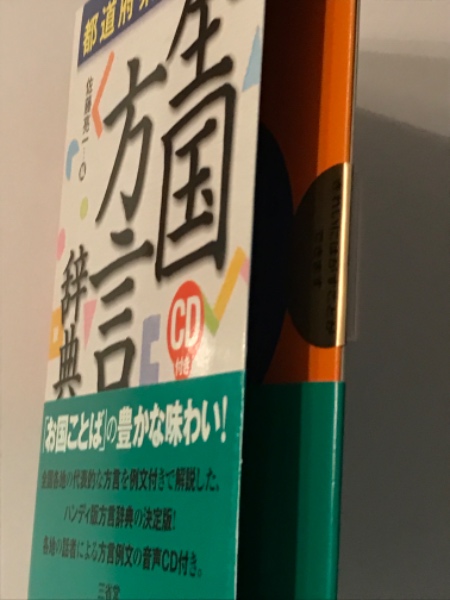 都道府
全国
方言
辞典
佐藤亮一 編
CD
付き
「お国ことば」の豊かな味わい!
全国各地の代表的な方言を例文付きで解説した、
ハンディ版方言辞典の決定版!
各地の話者による方言例文の音声CD付き。
三省堂